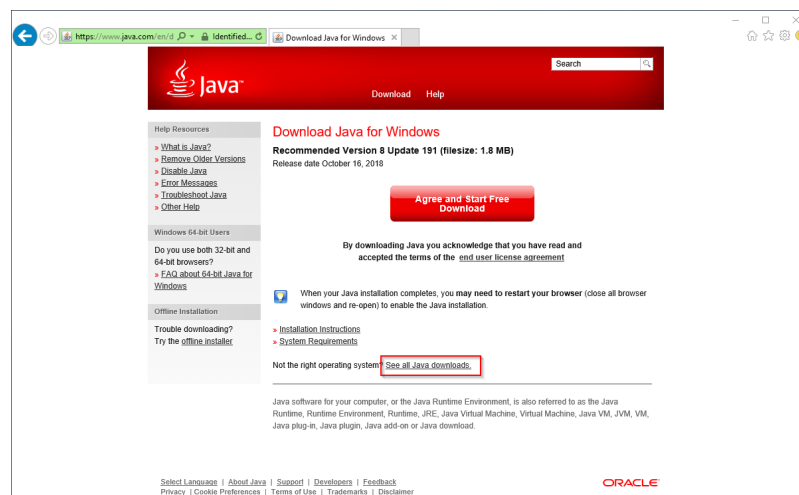 https://www.java.com/en/d
Identified...
Download Java for Windows
Java™
Search
Download Help
Help Resources
» What is Java?
» Remove Older Versions
» Disable Java
» Error Messages
» Troubleshoot Java
» Other Help
Windows 64-bit Users
Do you use both 32-bit and
64-bit browsers?
» FAQ about 64-bit Java for
Windows
Offline Installation
Trouble downloading?
Try the offline installer
Download Java for Windows
Recommended Version 8 Update 191 (filesize: 1.8 MB)
Release date October 16, 2018
Agree and Start Free
Download
By downloading Java you acknowledge that you have read and
accepted the terms of the end user license agreement
When your Java installation completes, you may need to restart your browser (close all browser
windows and re-open) to enable the Java installation.
» Installation Instructions
» System Requirements
Not the right operating system? See all Java downloads.
Java software for your computer, or the Java Runtime Environment, is also referred to as the Java
Runtime, Runtime Environment, Runtime, JRE, Java Virtual Machine, Virtual Machine, Java VM, JVM, VM,
Java plug-in, Java plugin, Java add-on or Java download.
Select Language | About Java | Support | Developers | Feedback
Privacy | Cookie Preferences | Terms of Use | Trademarks | Disclaimer
ORACLE